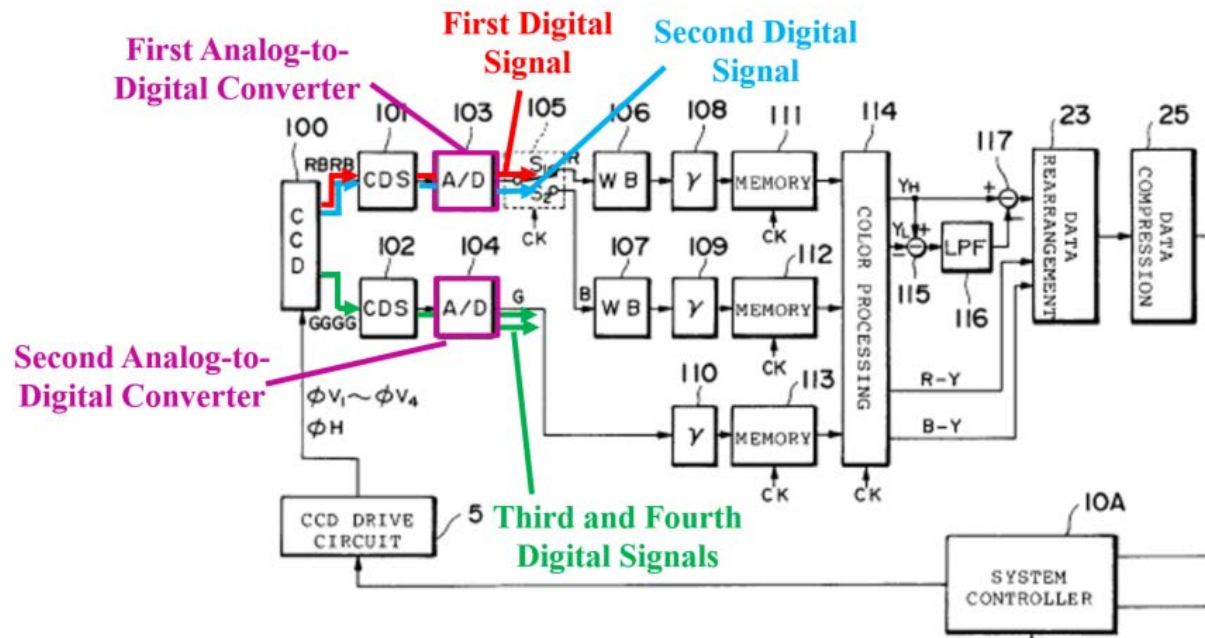 First Analog-to-
Digital Converter
First Digital
Signal
Second Digital
Signal
100
101
103
105
106
108
111
114
117
23
25
RBRB
CCD
CDS
A/D
S1
S2
R
CK
WB
γ
MEMORY
CK
COLOR PROCESSING
YH
YL
+
−
+
−
115
LPF
116
DATA
REARRANGEMENT
DATA
COMPRESSION
102
104
GGGG
CDS
A/D
G
B
107
109
112
WB
γ
MEMORY
CK
Second Analog-to-
Digital Converter
110
113
γ
MEMORY
CK
CK
R-Y
B-Y
φV1~φV4
φH
Third and Fourth
Digital Signals
CCD DRIVE
CIRCUIT
5
10A
SYSTEM
CONTROLLER